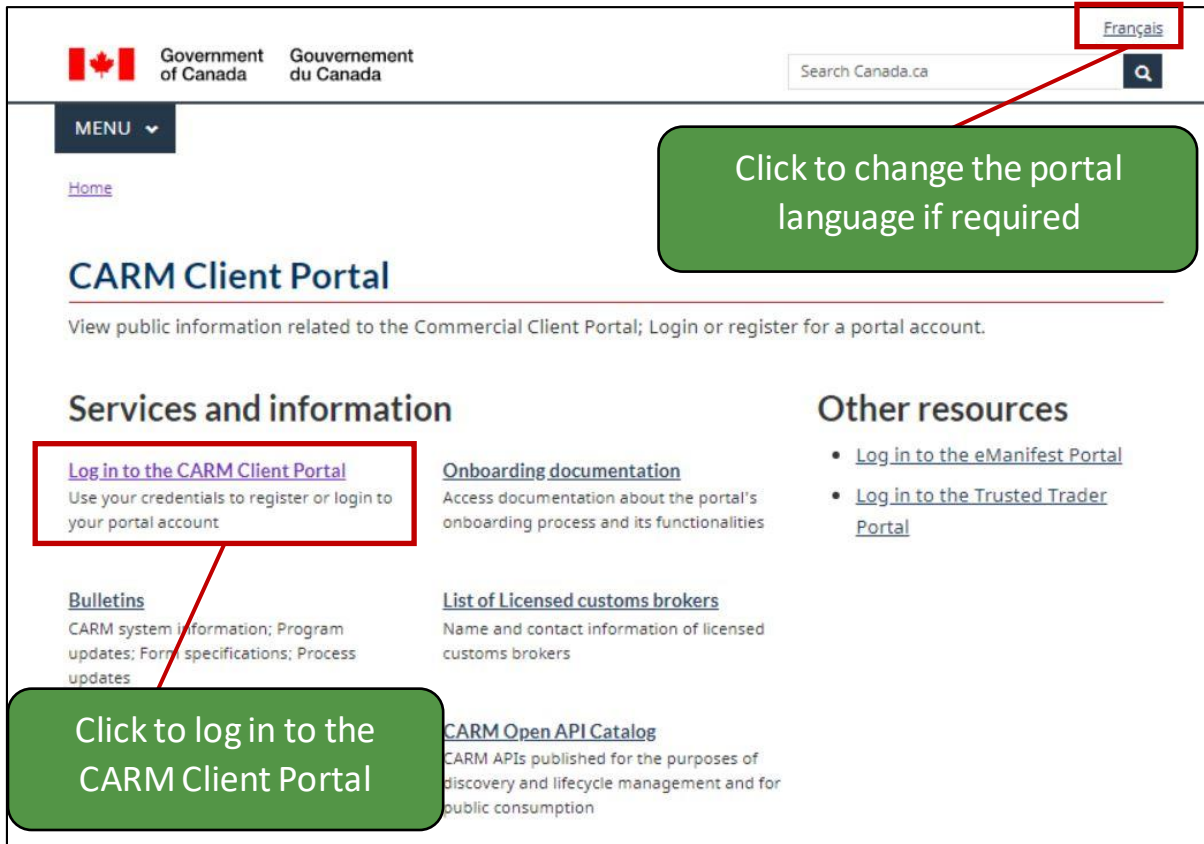 Français
Government
of Canada
Gouvernement
du Canada
Search Canada.ca
MENU
Click to change the portal
language if required
Home
CARM Client Portal
View public information related to the Commercial Client Portal; Login or register for a portal account.
Services and information
Log in to the CARM Client Portal
Use your credentials to register or login to
your portal account
Onboarding documentation
Access documentation about the portal's
onboarding process and its functionalities
Other resources
• Log in to the eManifest Portal
• Log in to the Trusted Trader
Portal
Bulletins
CARM system information; Program
updates; Form specifications; Process
updates
List of Licensed customs brokers
Name and contact information of licensed
customs brokers
Click to log in to the
CARM Client Portal
CARM Open API Catalog
CARM APIs published for the purposes of
discovery and lifecycle management and for
public consumption